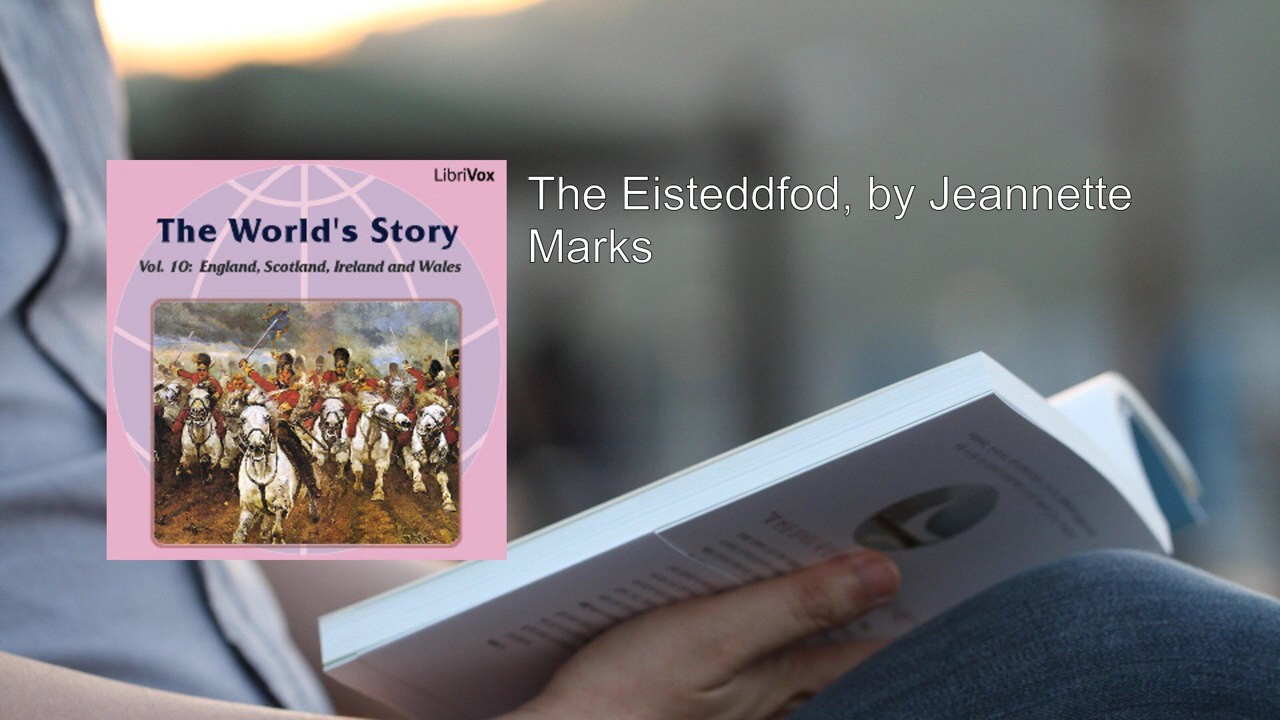 LibriVox
The World's Story
Vol. 10: England, Scotland, Ireland and Wales
The Eisteddfod, by Jeannette
Marks